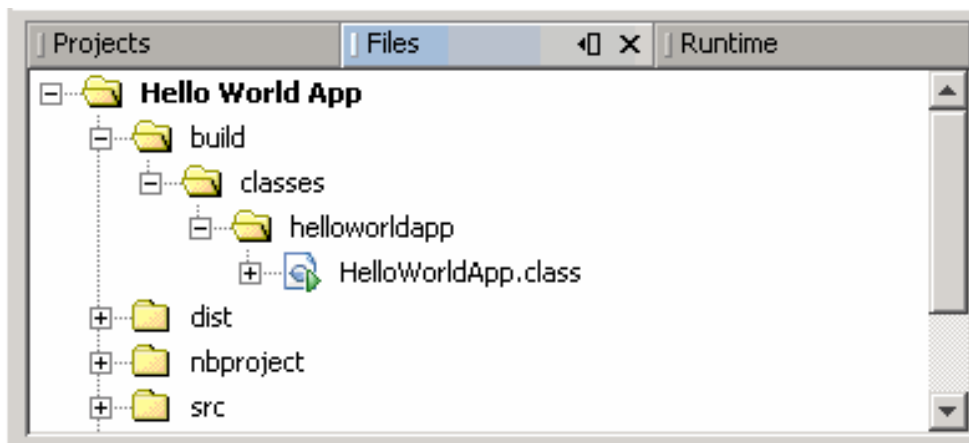 Projects Files Runtime
Hello World App
build
classes
helloworldapp
HelloWorldApp.class
dist
nbproject
src